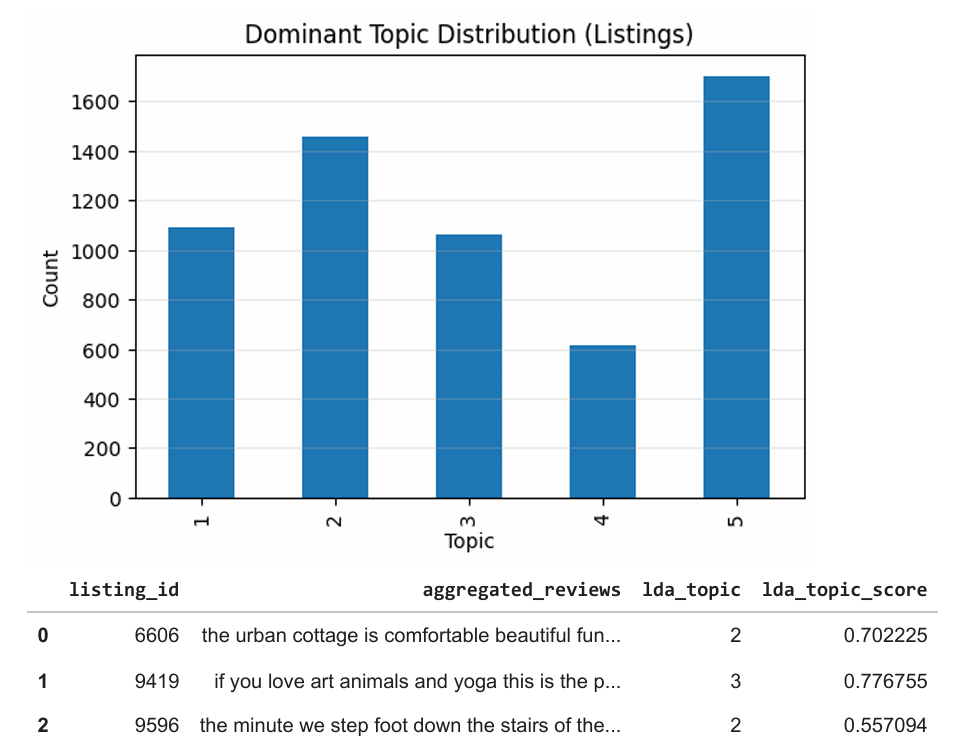 Dominant Topic Distribution (Listings)
1600
1400
1200
1000
800
600
400
200
0
Count
1 2 3 4 5
Topic
listing_id aggregated_reviews lda_topic lda_topic_score
0 6606 the urban cottage is comfortable beautiful fun... 2 0.702225
1 9419 if you love art animals and yoga this is the p... 3 0.776755
2 9596 the minute we step foot down the stairs of the... 2 0.557094